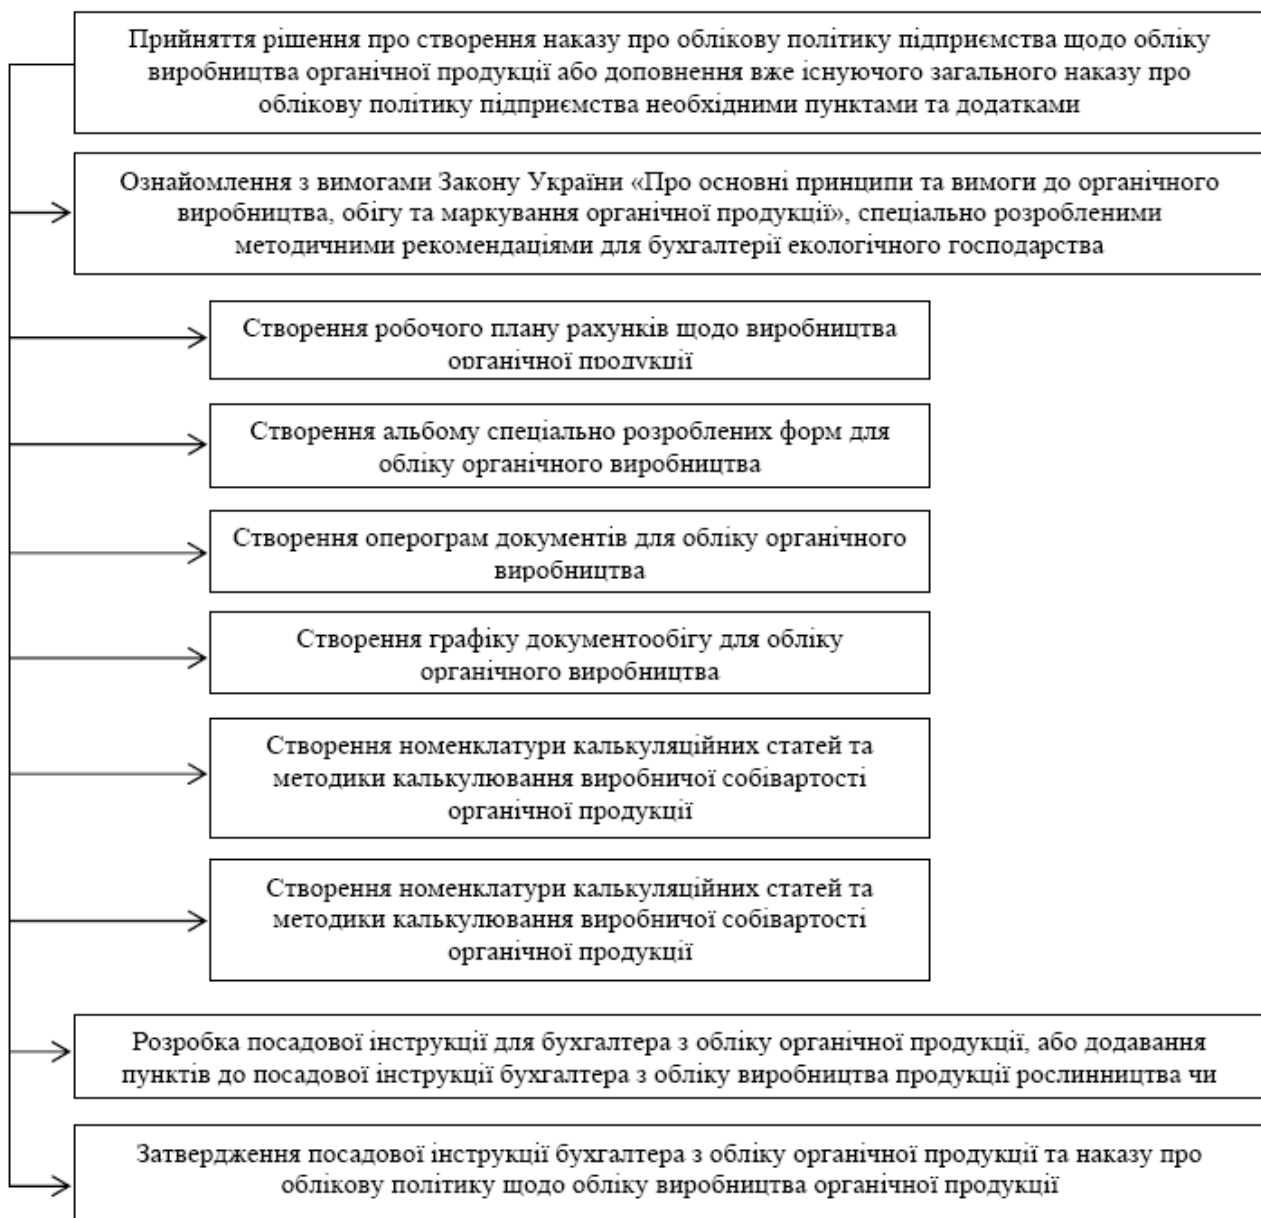 Прийняття рішення про створення наказу про облікову політику підприємства щодо обліку
виробництва органічної продукції або доповнення вже існуючого загального наказу про
облікову політику підприємства необхідними пунктами та додатками
Ознайомлення з вимогами Закону України «Про основні принципи та вимоги до органічного
виробництва, обігу та маркування органічної продукції», спеціально розробленими
методичними рекомендаціями для бухгалтерії екологічного господарства
Створення робочого плану рахунків щодо виробництва
органічної продукції
Створення альбому спеціально розроблених форм для
обліку органічного виробництва
Створення оперограм документів для обліку органічного
виробництва
Створення графіку документообігу для обліку
органічного виробництва
Створення номенклатури калькуляційних статей та
методики калькулювання виробничої собівартості
органічної продукції
Створення номенклатури калькуляційних статей та
методики калькулювання виробничої собівартості
органічної продукції
Розробка посадової інструкції для бухгалтера з обліку органічної продукції, або додавання
пунктів до посадової інструкції бухгалтера з обліку виробництва продукції рослинництва чи
Затвердження посадової інструкції бухгалтера з обліку органічної продукції та наказу про
облікову політику щодо обліку виробництва органічної продукції